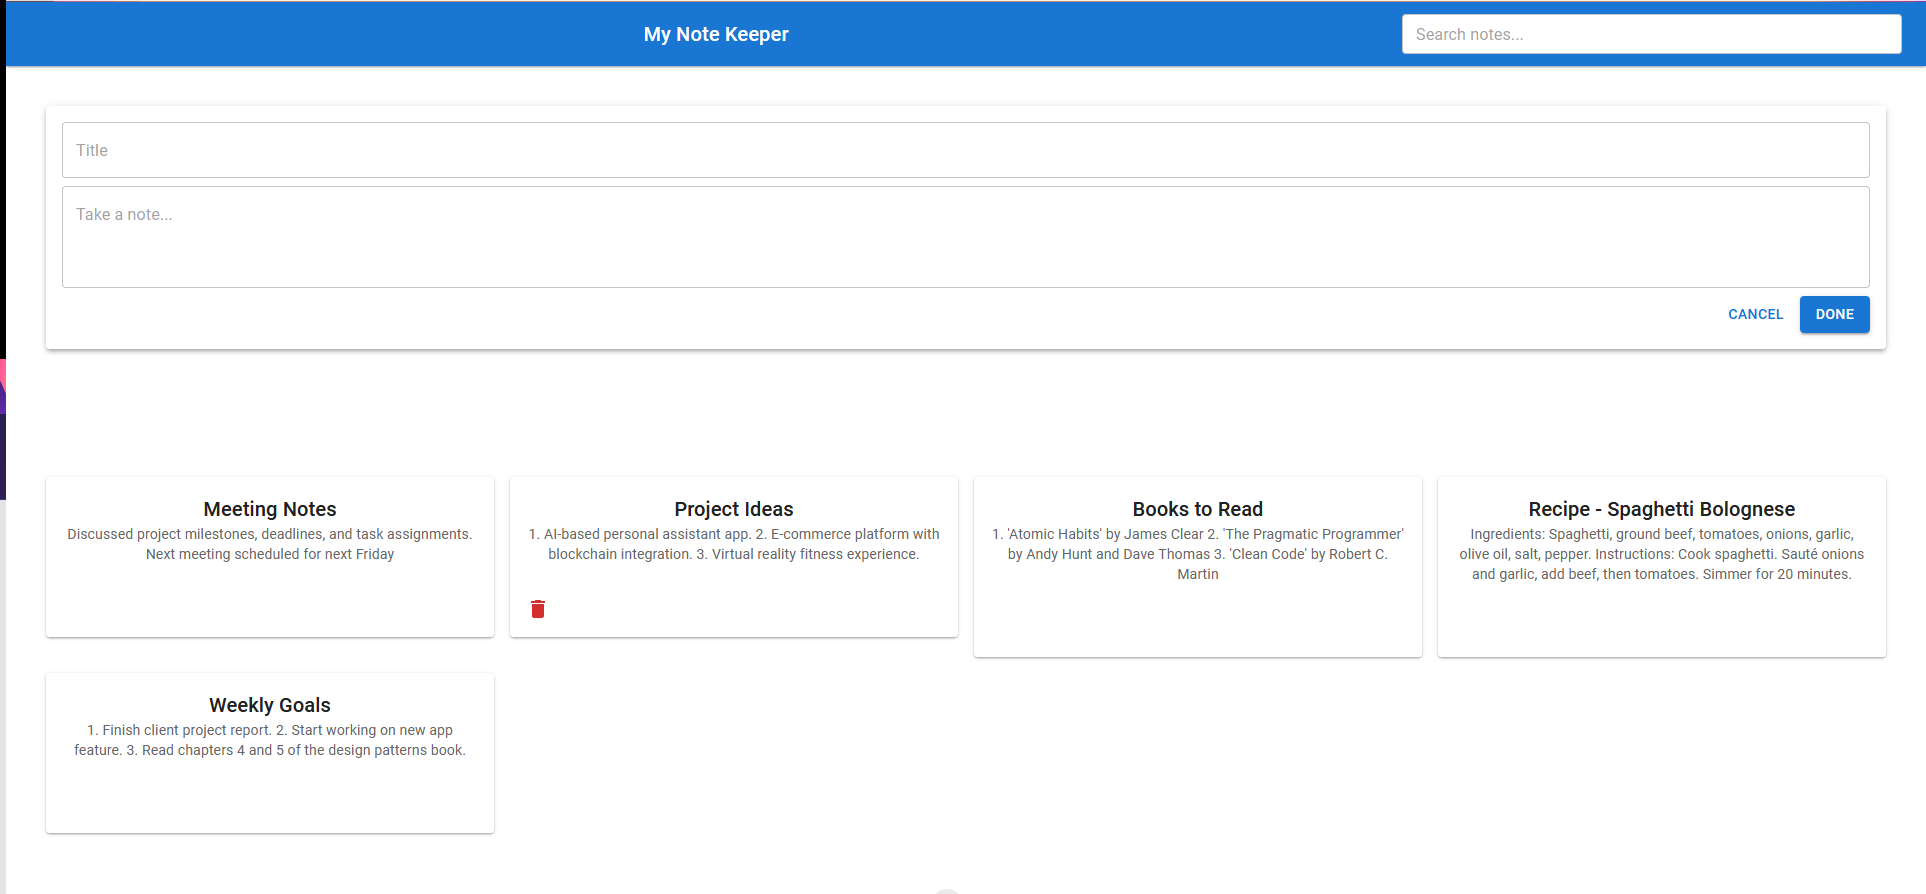 My Note Keeper
Search notes...
Title
Take a note...
CANCEL
DONE
Meeting Notes
Discussed project milestones, deadlines, and task assignments.
Next meeting scheduled for next Friday
Project Ideas
1. AI-based personal assistant app. 2. E-commerce platform with
blockchain integration. 3. Virtual reality fitness experience.
Books to Read
1. 'Atomic Habits' by James Clear 2. 'The Pragmatic Programmer'
by Andy Hunt and Dave Thomas 3. 'Clean Code' by Robert C.
Martin
Recipe - Spaghetti Bolognese
Ingredients: Spaghetti, ground beef, tomatoes, onions, garlic,
olive oil, salt, pepper. Instructions: Cook spaghetti. Sauté onions
and garlic, add beef, then tomatoes. Simmer for 20 minutes.
Weekly Goals
1. Finish client project report. 2. Start working on new app
feature. 3. Read chapters 4 and 5 of the design patterns book.